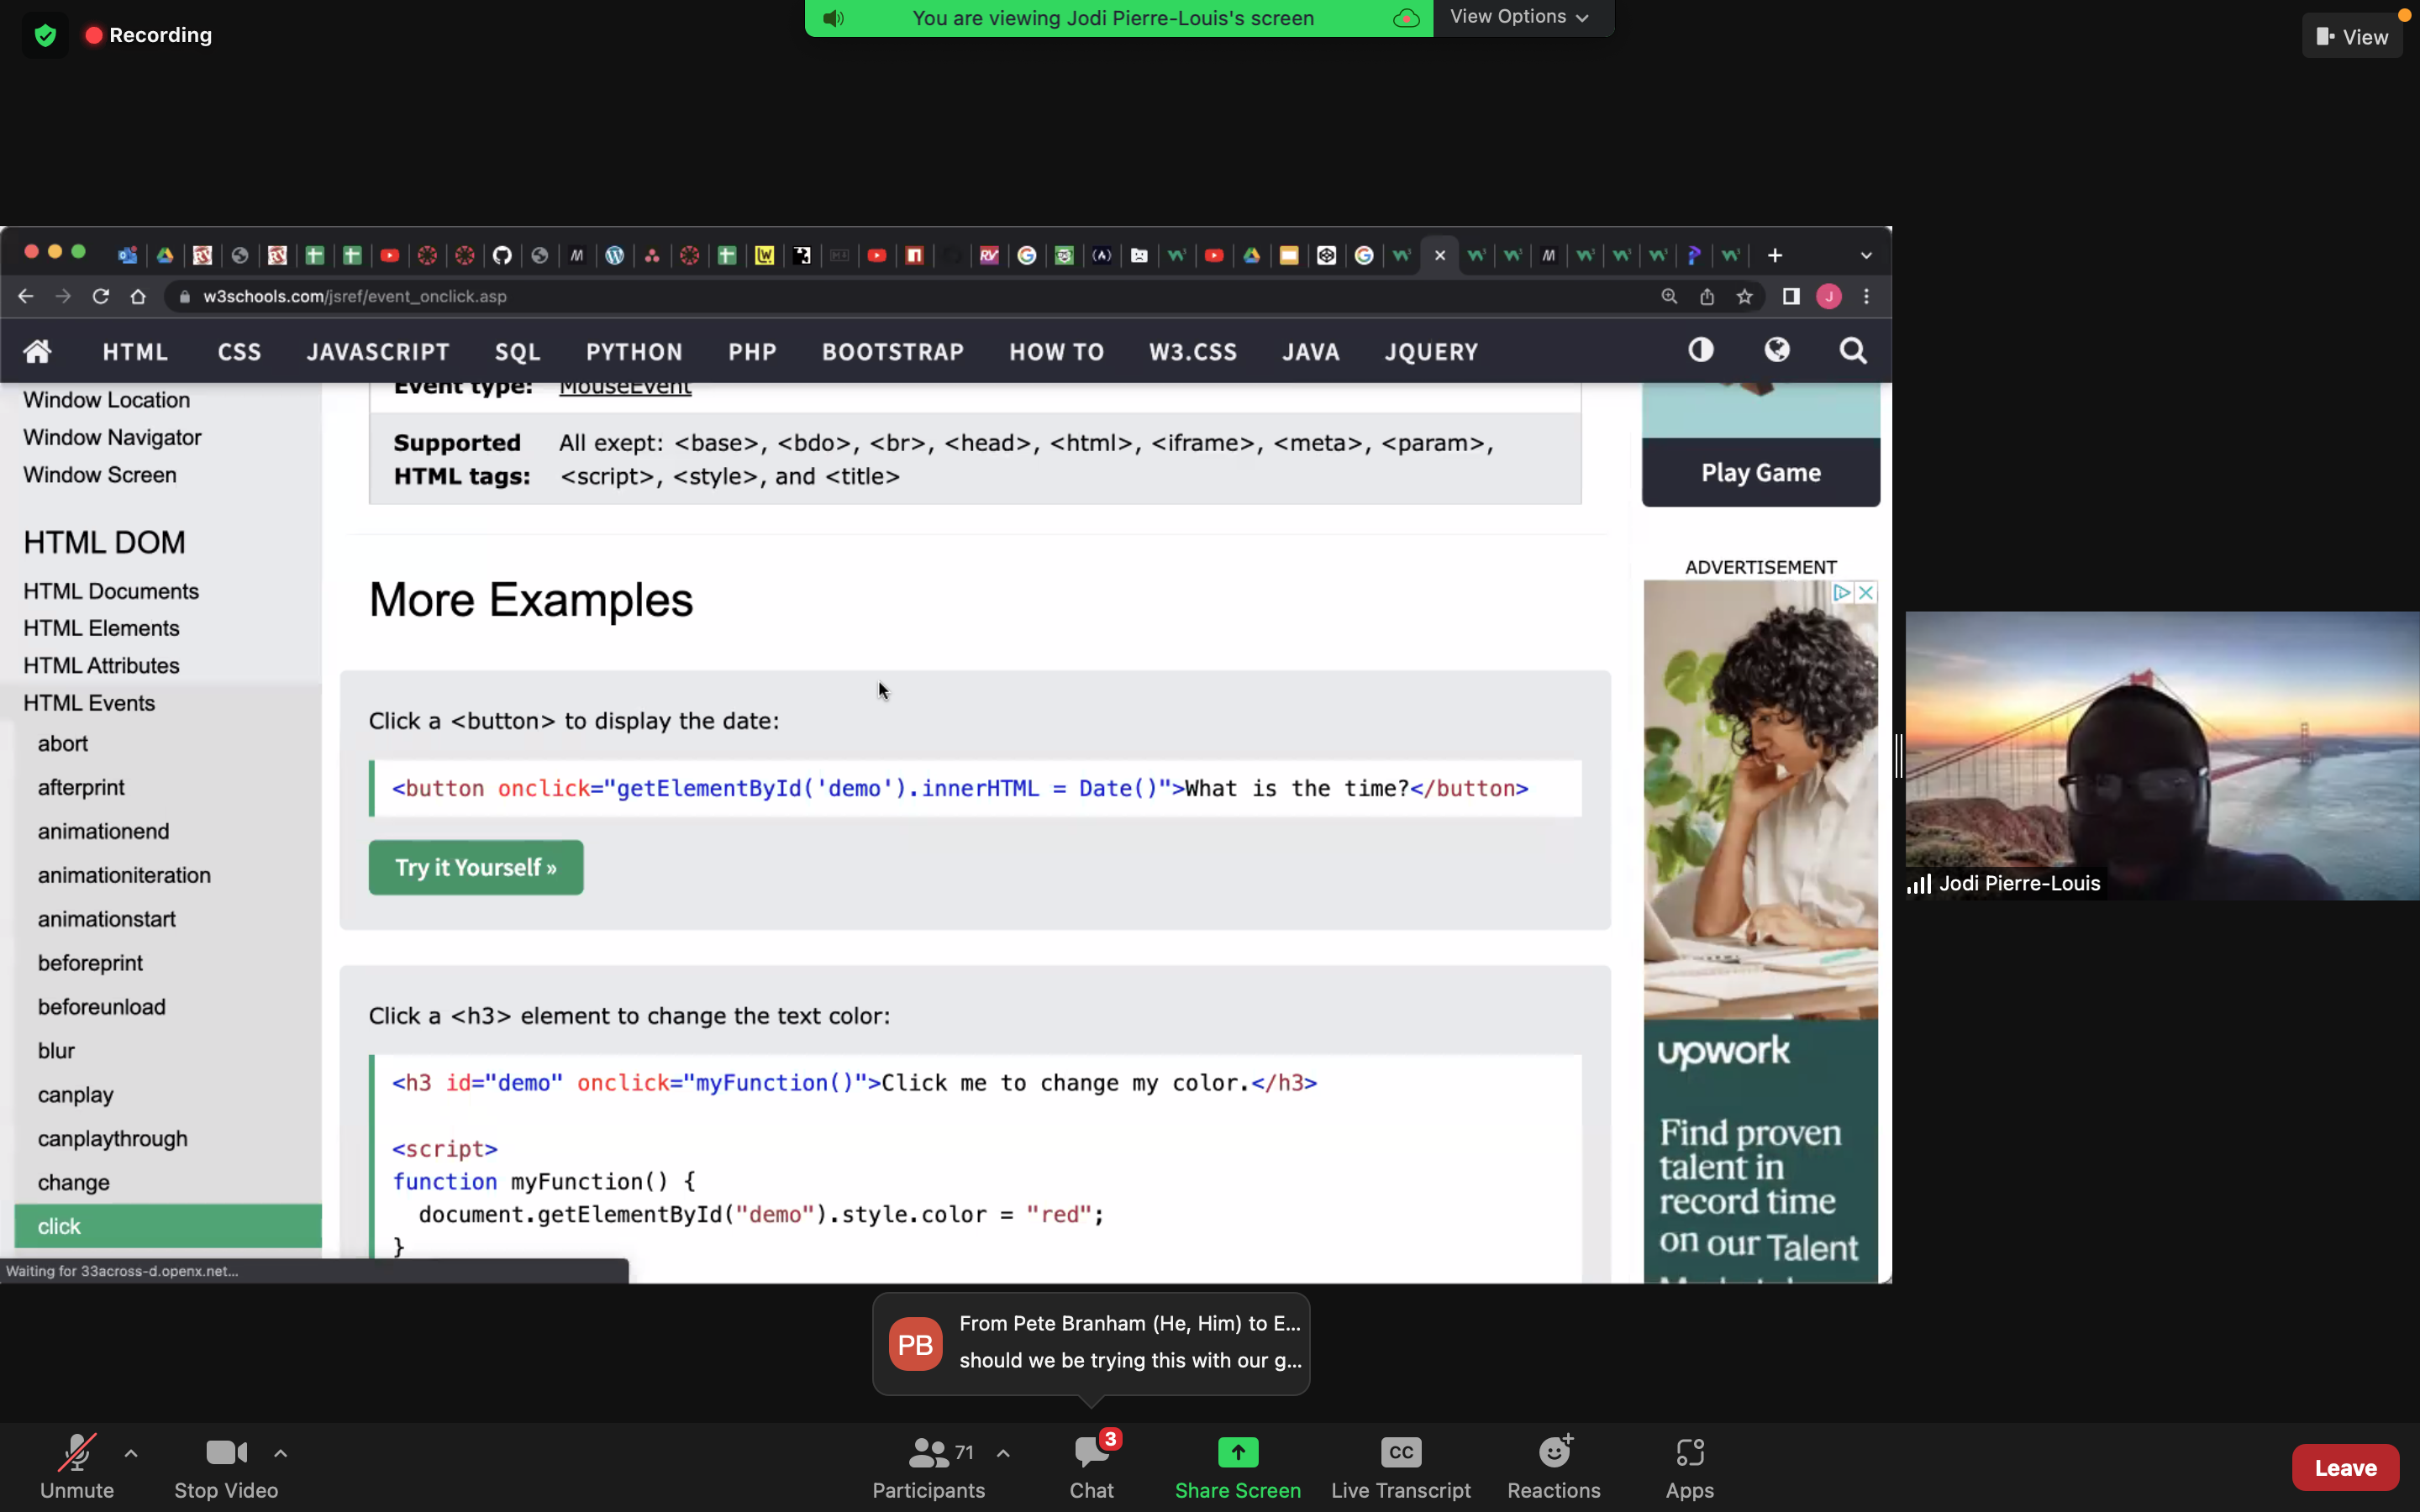 Recording
You are viewing Jodi Pierre-Louis's screen
View Options
View
w3schools.com/jsref/event_onclick.asp
J
HTML CSS JAVASCRIPT SQL PYTHON PHP BOOTSTRAP HOW TO W3.CSS JAVA JQUERY
Window Location
Window Navigator
Window Screen
HTML DOM
HTML Documents
HTML Elements
HTML Attributes
HTML Events
abort
afterprint
animationend
animationiteration
animationstart
beforeprint
beforeunload
blur
canplay
canplaythrough
change
click
Waiting for 33across-d.openx.net...
Event type: MouseEvent
Supported HTML tags: All exept: <base>, <bdo>, <br>, <head>, <html>, <iframe>, <meta>, <param>,
<script>, <style>, and <title>
More Examples
Click a <button> to display the date:
<button onclick="getElementById('demo').innerHTML = Date()">What is the time?</button>
Try it Yourself »
Click a <h3> element to change the text color:
<h3 id="demo" onclick="myFunction()">Click me to change my color.</h3>
<script>
function myFunction() {
document.getElementById("demo").style.color = "red";
}
Play Game
ADVERTISEMENT
upwork
Find proven
talent in
record time
on our Talent
Jodi Pierre-Louis
PB
From Pete Branham (He, Him) to E...
should we be trying this with our g...
Unmute
Stop Video
71
Participants
3
Chat
Share Screen
CC
Live Transcript
Reactions
Apps
Leave